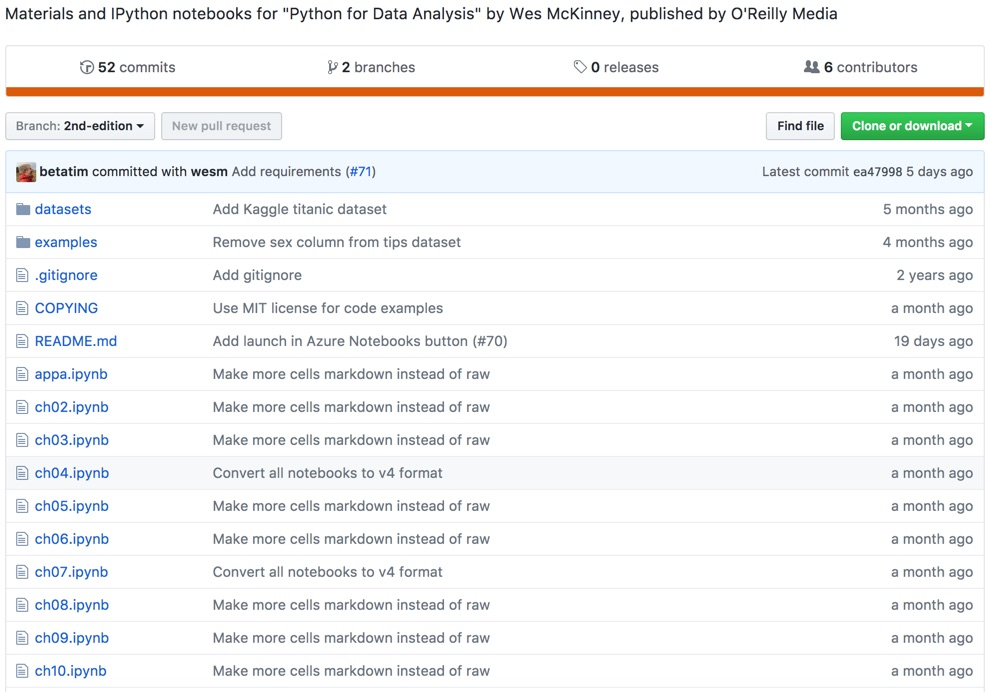 Materials and IPython notebooks for "Python for Data Analysis" by Wes McKinney, published by O'Reilly Media
52 commits 2 branches 0 releases 6 contributors
Branch: 2nd-edition New pull request Find file Clone or download
betatim committed with wesm Add requirements (#71) Latest commit ea47998 5 days ago
datasets Add Kaggle titanic dataset 5 months ago
examples Remove sex column from tips dataset 4 months ago
.gitignore Add gitignore 2 years ago
COPYING Use MIT license for code examples a month ago
README.md Add launch in Azure Notebooks button (#70) 19 days ago
appa.ipynb Make more cells markdown instead of raw a month ago
ch02.ipynb Make more cells markdown instead of raw a month ago
ch03.ipynb Make more cells markdown instead of raw a month ago
ch04.ipynb Convert all notebooks to v4 format a month ago
ch05.ipynb Make more cells markdown instead of raw a month ago
ch06.ipynb Make more cells markdown instead of raw a month ago
ch07.ipynb Convert all notebooks to v4 format a month ago
ch08.ipynb Make more cells markdown instead of raw a month ago
ch09.ipynb Make more cells markdown instead of raw a month ago
ch10.ipynb Make more cells markdown instead of raw a month ago